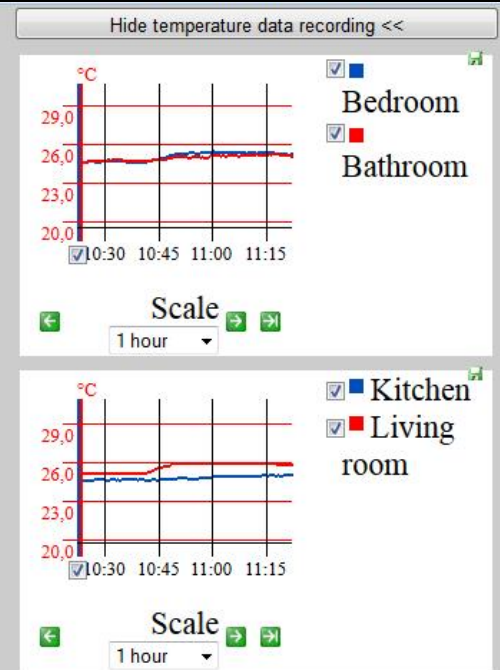 Hide temperature data recording <<
°C
29,0
26,0
23,0
20,0
10:30 10:45 11:00 11:15
Bedroom
Bathroom
Scale
1 hour
°C
29,0
26,0
23,0
20,0
10:30 10:45 11:00 11:15
Kitchen
Living
room
Scale
1 hour